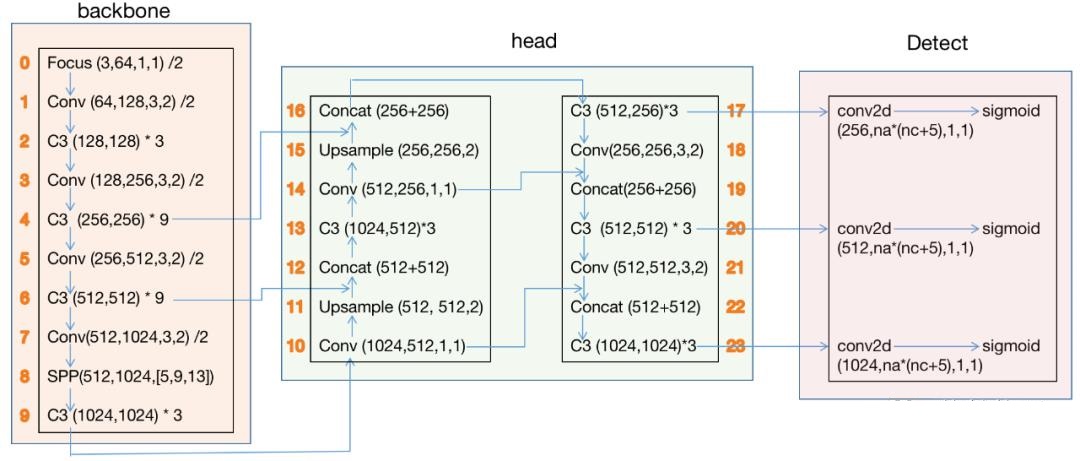 backbone
0 Focus (3,64,1,1) /2
1 Conv (64,128,3,2) /2
2 C3 (128,128) * 3
3 Conv (128,256,3,2) /2
4 C3 (256,256) * 9
5 Conv (256,512,3,2) /2
6 C3 (512,512) * 9
7 Conv(512,1024,3,2) /2
8 SPP(512,1024,[5,9,13])
9 C3 (1024,1024) * 3
head
16 Concat (256+256)
15 Upsample (256,256,2)
14 Conv (512,256,1,1)
13 C3 (1024,512)*3
12 Concat (512+512)
11 Upsample (512, 512,2)
10 Conv (1024,512,1,1)
C3 (512,256)*3 17
Conv(256,256,3,2) 18
Concat(256+256) 19
C3 (512,512) * 3 20
Conv (512,512,3,2) 21
Concat (512+512) 22
C3 (1024,1024)*3 23
Detect
conv2d sigmoid
(256,na*(nc+5),1,1)
conv2d sigmoid
(512,na*(nc+5),1,1)
conv2d sigmoid
(1024,na*(nc+5),1,1)